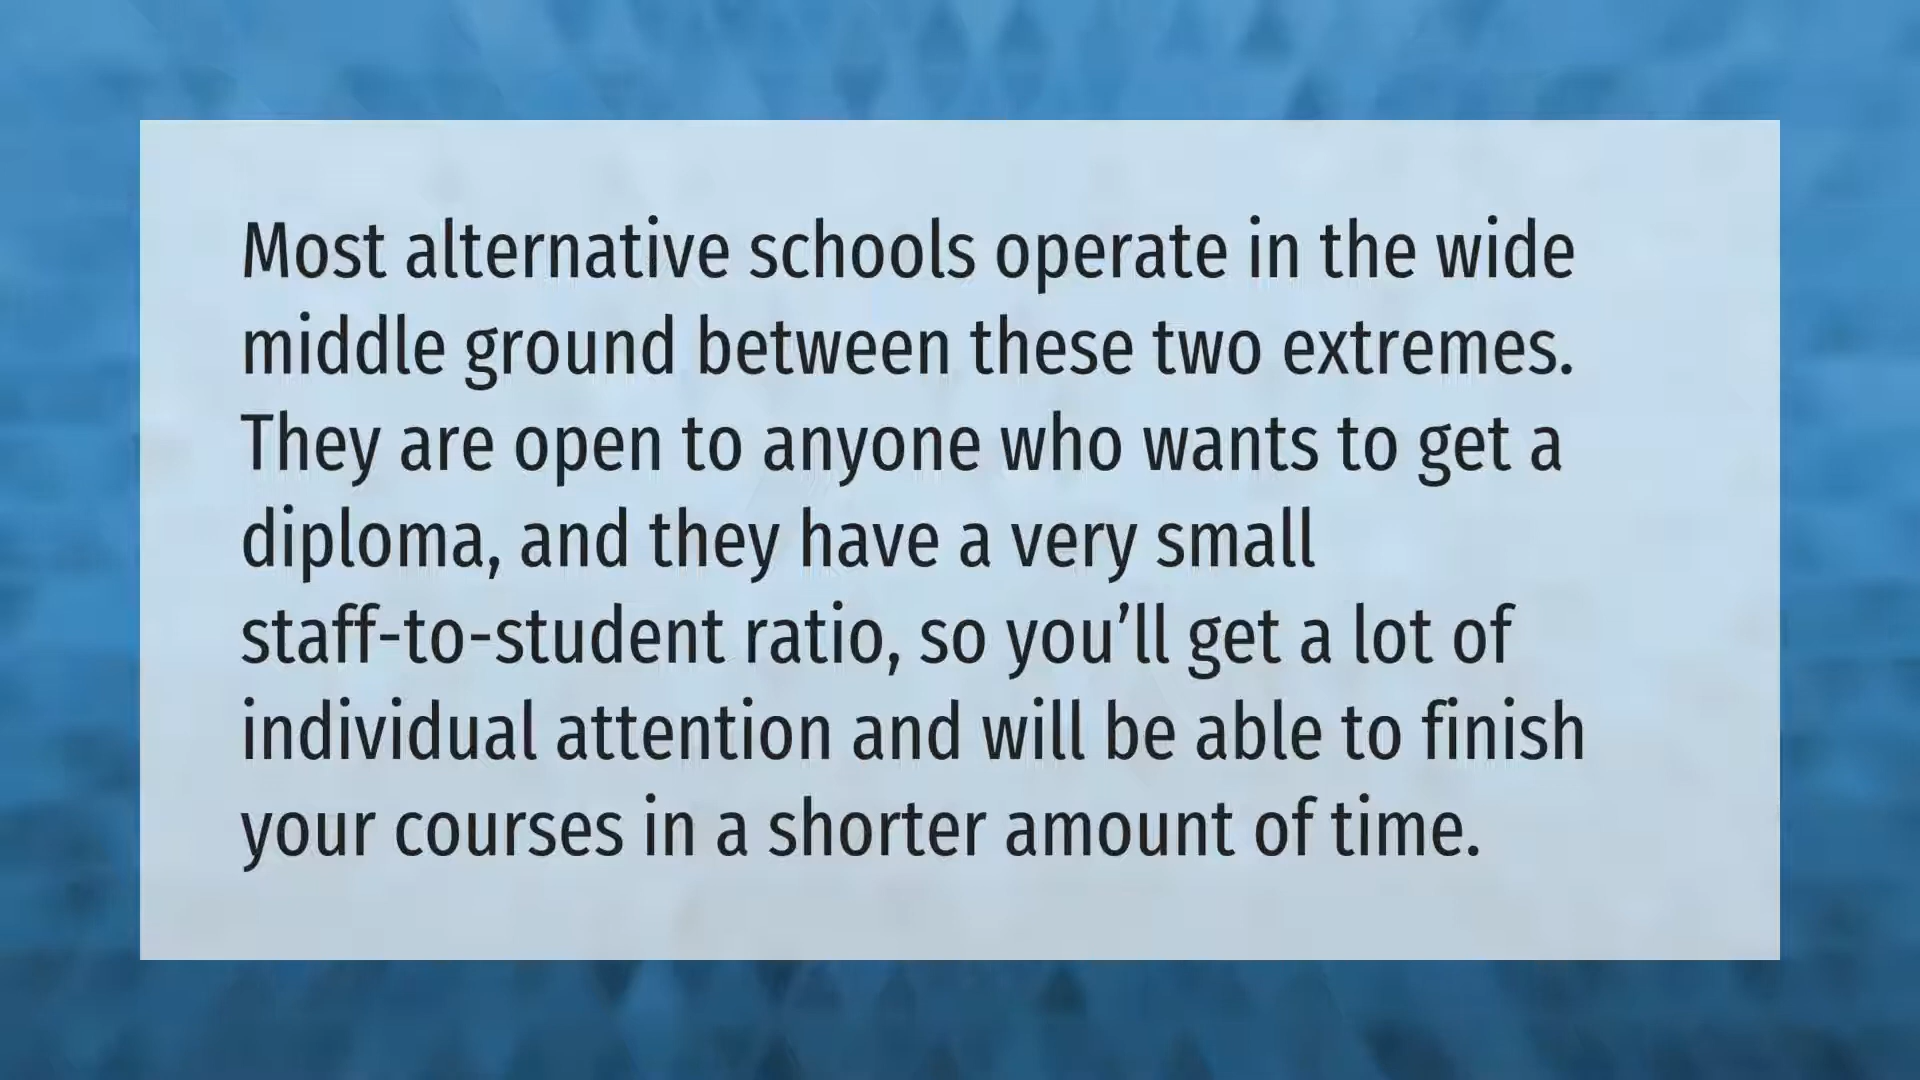 Most alternative schools operate in the wide
middle ground between these two extremes.
They are open to anyone who wants to get a
diploma, and they have a very small
staff-to-student ratio, so you’ll get a lot of
individual attention and will be able to finish
your courses in a shorter amount of time.